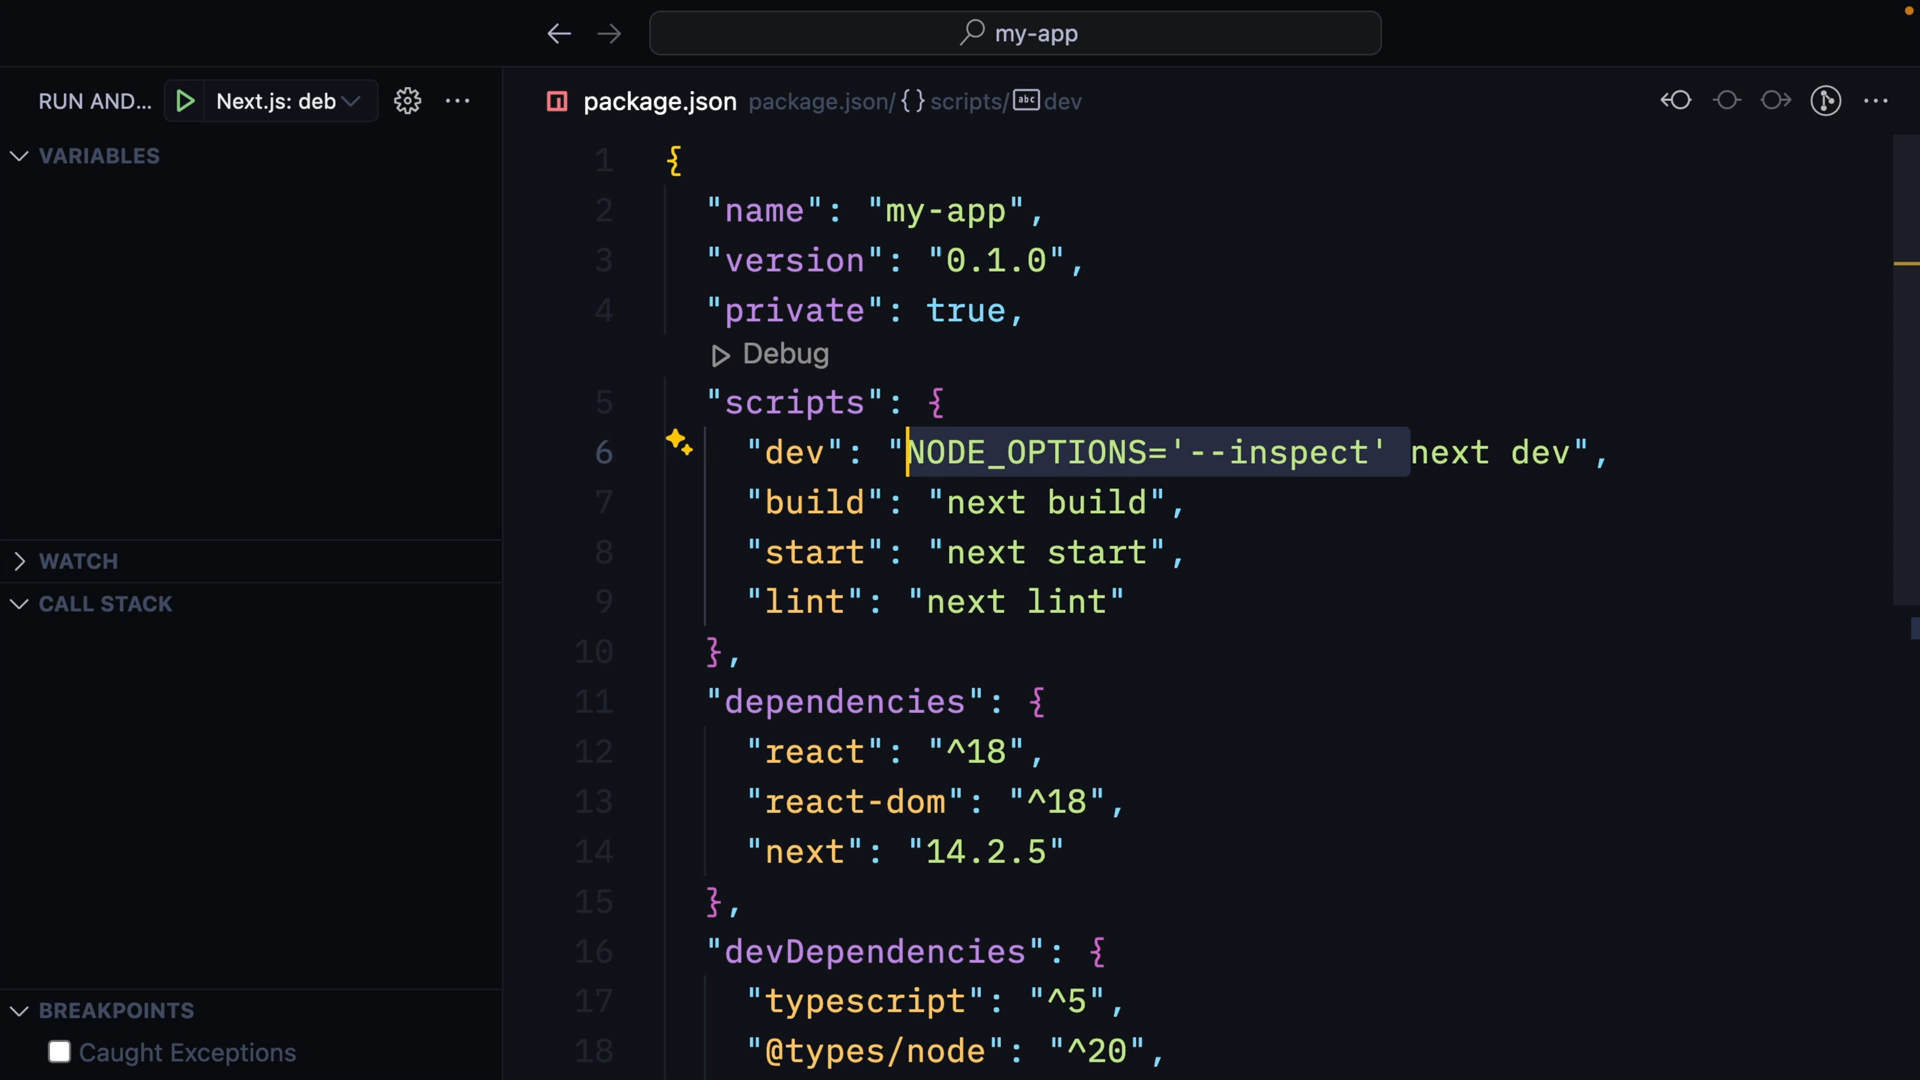 my-app
RUN AND... Next.js: deb
package.json package.json/ {} scripts/ abc dev
VARIABLES
WATCH
CALL STACK
BREAKPOINTS
Caught Exceptions
1 {
2 "name": "my-app",
3 "version": "0.1.0",
4 "private": true,
Debug
5 "scripts": {
6 "dev": "NODE_OPTIONS='--inspect' next dev",
7 "build": "next build",
8 "start": "next start",
9 "lint": "next lint"
10 },
11 "dependencies": {
12 "react": "^18",
13 "react-dom": "^18",
14 "next": "14.2.5"
15 },
16 "devDependencies": {
17 "typescript": "^5",
18 "@types/node": "^20",